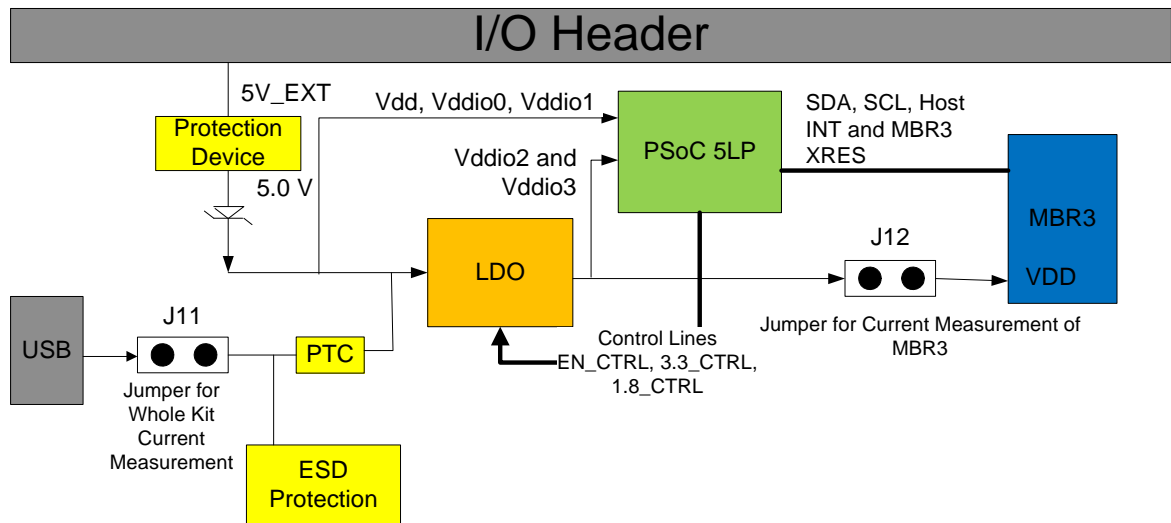 I/O Header
5V_EXT
Protection
Device
5.0 V
Vdd, Vddio0, Vddio1
Vddio2 and
Vddio3
PSoC 5LP
SDA, SCL, Host
INT and MBR3
XRES
MBR3
VDD
LDO
J12
Jumper for Current Measurement of
MBR3
Control Lines
EN_CTRL, 3.3_CTRL,
1.8_CTRL
USB
J11
Jumper for
Whole Kit
Current
Measurement
PTC
ESD
Protection